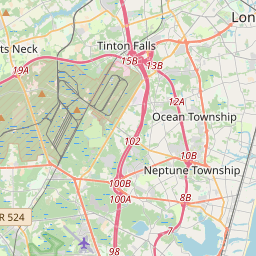 Lon
ts Neck
Tinton Falls
15B
13B
19A
12A
Ocean Township
102
10B
100B
Neptune Township
100A
8B
R 524
98